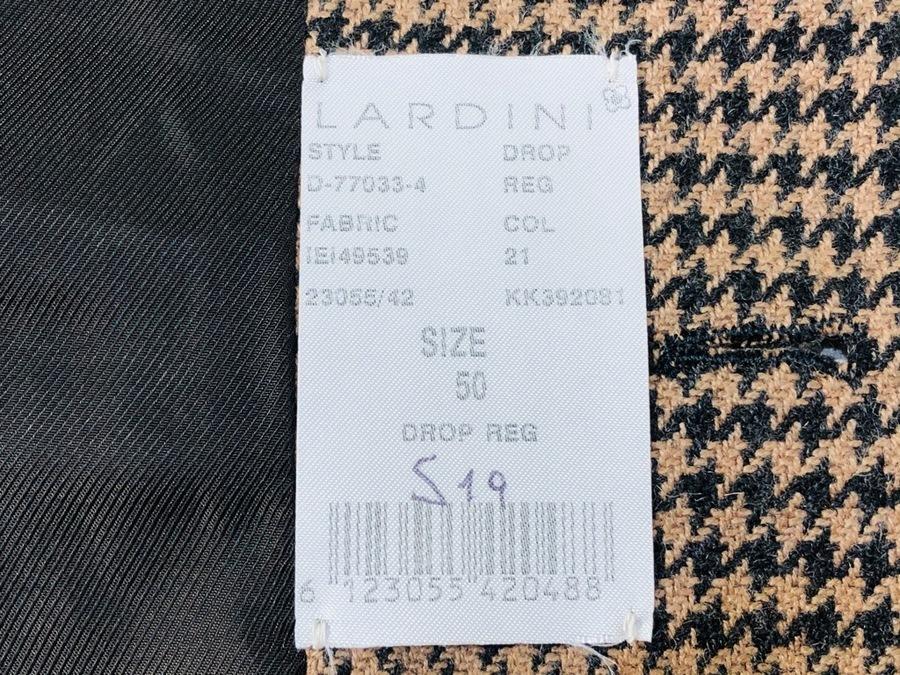 LARDINI
STYLE DROP
D-77033-4 REG
FABRIC COL
IEI49539 21
23055/42 KK392081
SIZE
50
DROP REG
S19
6 123055 420488